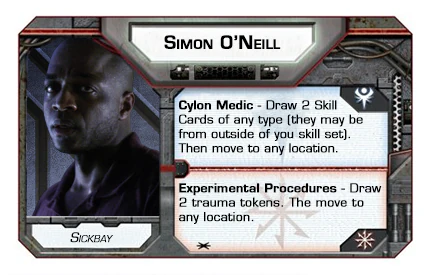 Simon O'Neill
Cylon Medic - Draw 2 Skill
Cards of any type (they may be
from outside of you skill set).
Then move to any location.
Experimental Procedures - Draw
2 trauma tokens. The move to
any location.
Sickbay